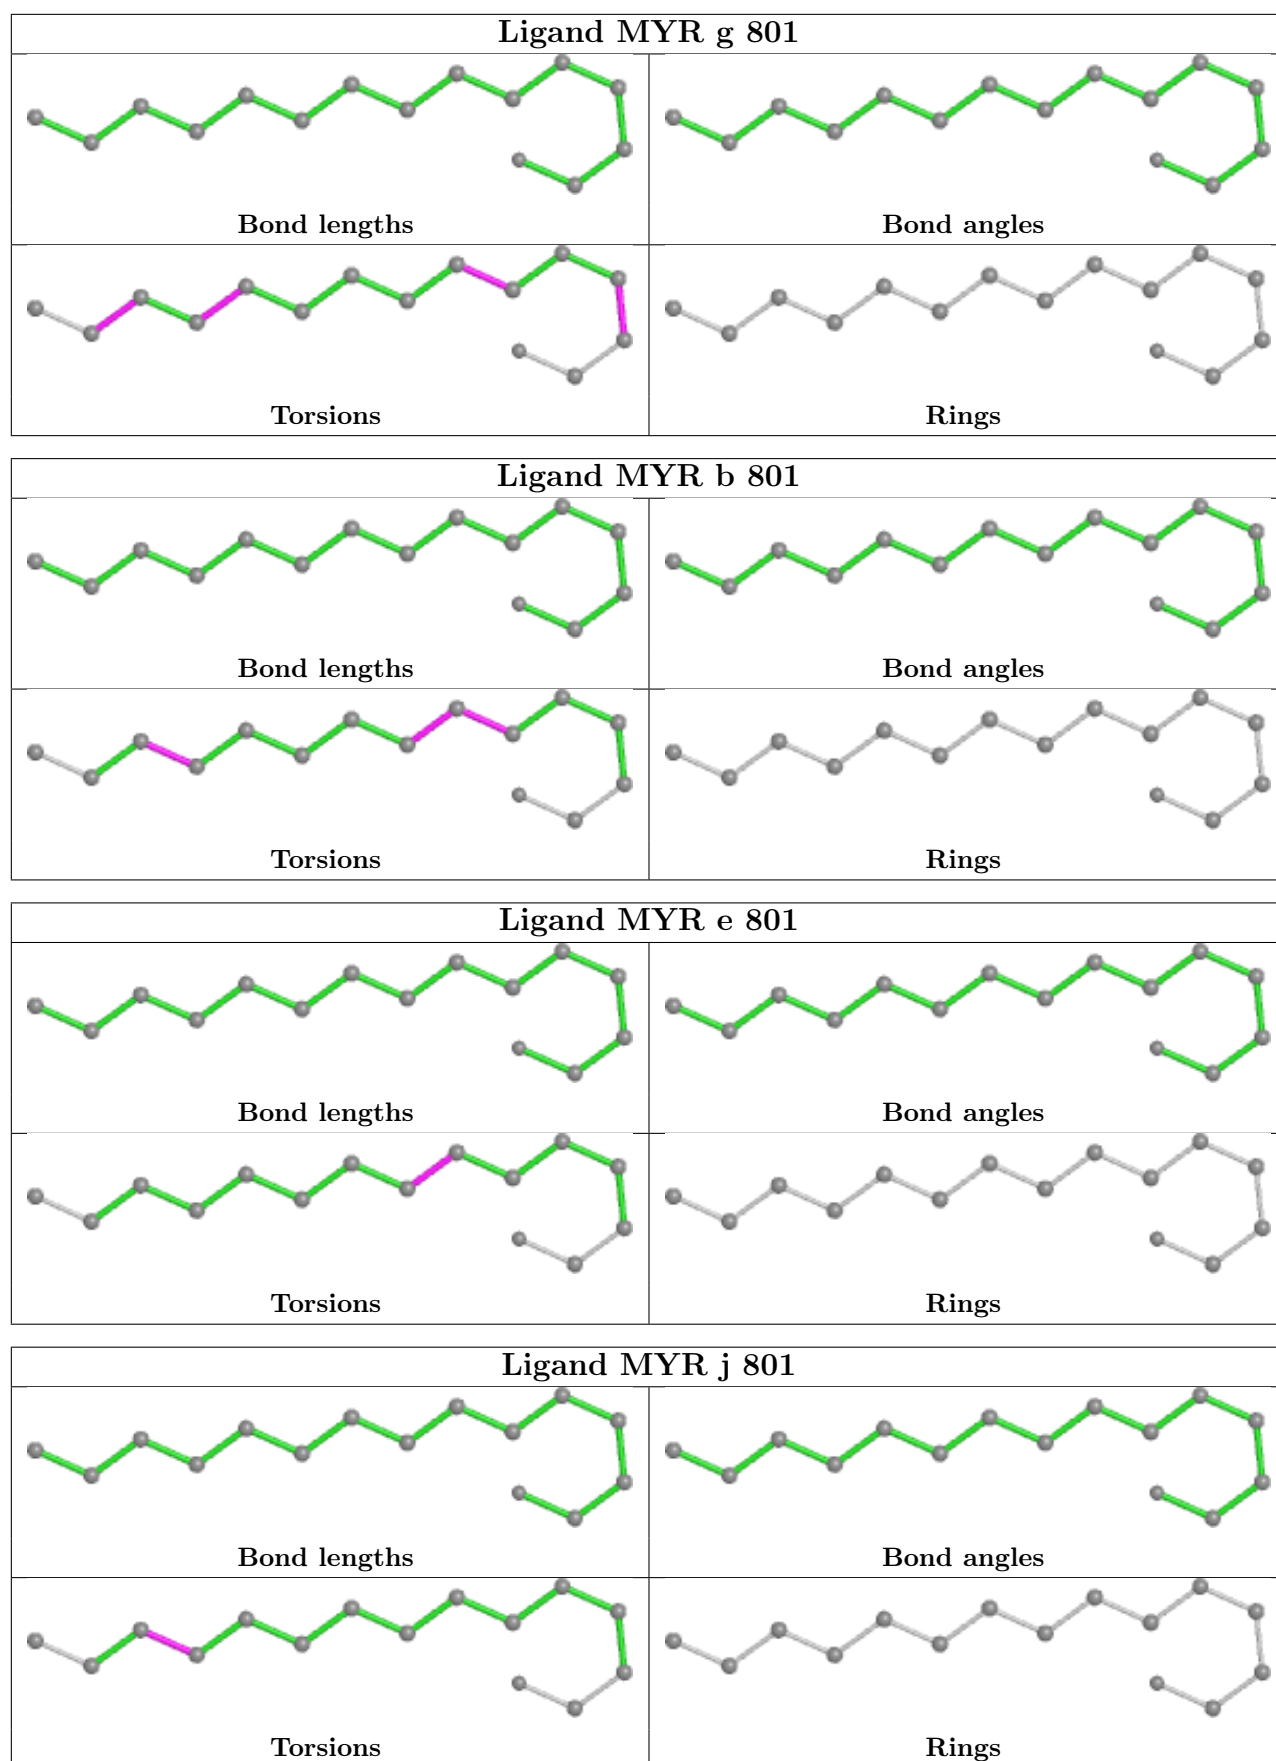 Ligand MYR g 801
Bond lengths
Bond angles
Torsions
Rings
Ligand MYR b 801
Bond lengths
Bond angles
Torsions
Rings
Ligand MYR e 801
Bond lengths
Bond angles
Torsions
Rings
Ligand MYR j 801
Bond lengths
Bond angles
Torsions
Rings